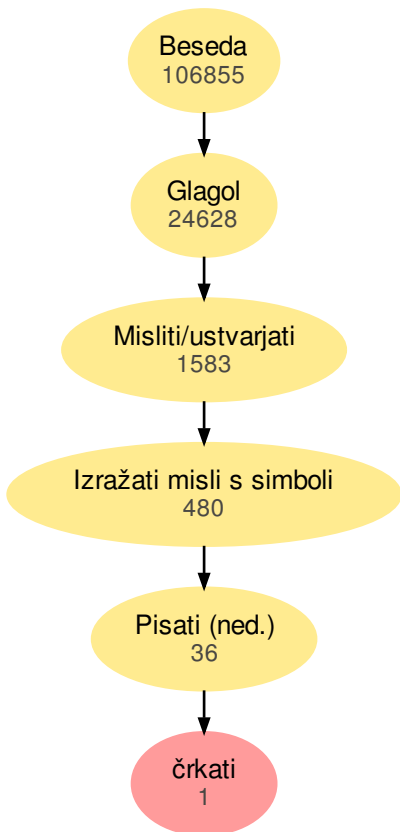 Beseda
106855
Glagol
24628
Misliti/ustvarjati
1583
Izražati misli s simboli
480
Pisati (ned.)
36
črkati
1